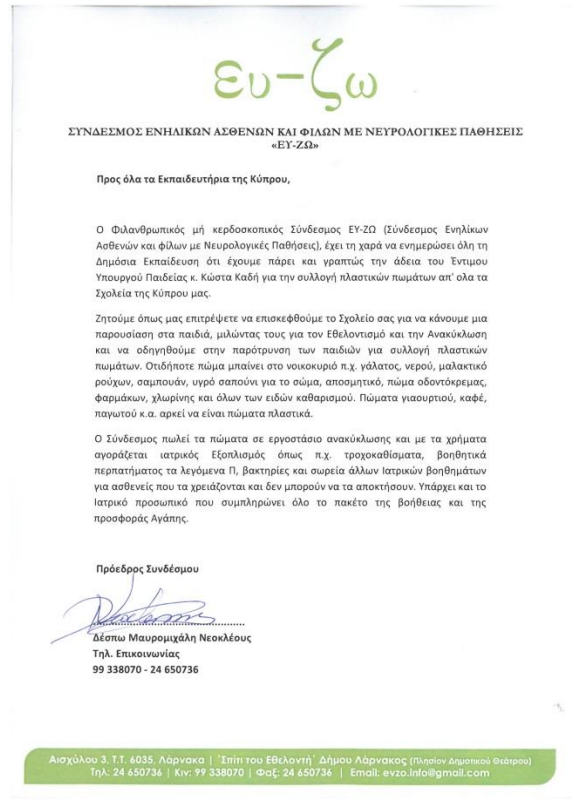 ευ-ζω
ΣΥΝΔΕΣΜΟΣ ΕΝΗΛΙΚΩΝ ΑΣΘΕΝΩΝ ΚΑΙ ΦΙΛΩΝ ΜΕ ΝΕΥΡΟΛΟΓΙΚΕΣ ΠΑΘΗΣΕΙΣ
«ΕΥ-ΖΩ»
Προς όλα τα Εκπαιδευτήρια της Κύπρου,
Ο Φιλανθρωπικός μή κερδοσκοπικός Σύνδεσμος ΕΥ-ΖΩ (Σύνδεσμος Ενηλίκων
Ασθενών και φίλων με Νευρολογικές Παθήσεις), έχει τη χαρά να ενημερώσει όλη τη
Δημόσια Εκπαίδευση ότι έχουμε πάρει και γραπτώς την άδεια του Έντιμου
Υπουργού Παιδείας κ. Κώστα Καδή για την συλλογή πλαστικών πωμάτων απ' ολα τα
Σχολεία της Κύπρου μας.
Ζητούμε όπως μας επιτρέψετε να επισκεφθούμε το Σχολείο σας για να κάνουμε μια
παρουσίαση στα παιδιά, μιλώντας τους για τον Εθελοντισμό και την Ανακύκλωση
και να οδηγηθούμε στην παρότρυνση των παιδιών για συλλογή πλαστικών
πωμάτων. Οτιδήποτε πώμα μπαίνει στο νοικοκυριό π.χ. γάλατος, νερού, μαλακτικό
ρούχων, σαμπουάν, υγρό σαπούνι για το σώμα, αποσμητικό, πώμα οδοντόκρεμας,
φαρμάκων, χλωρίνης και όλων των ειδών καθαρισμού. Πώματα γιαουρτιού, καφέ,
παγωτού κ.α. αρκεί να είναι πώματα πλαστικά.
Ο Σύνδεσμος πωλεί τα πώματα σε εργοστάσιο ανακύκλωσης και με τα χρήματα
αγοράζεται ιατρικός Εξοπλισμός όπως π.χ. τροχοκαθίσματα, βοηθητικά
περπατήματος τα λεγόμενα Π, βακτηρίες και σωρεία άλλων Ιατρικών βοηθημάτων
για ασθενείς που τα χρειάζονται και δεν μπορούν να τα αποκτήσουν. Υπάρχει και το
Ιατρικό προσωπικό που συμπληρώνει όλο το πακέτο της βοήθειας και της
προσφοράς Αγάπης.
Πρόεδρος Συνδέσμου
Δέσπω Μαυρομιχάλη Νεοκλέους
Τηλ. Επικοινωνίας
99 338070 - 24 650736
Αισχύλου 3, Τ.Τ. 6035, Λάρνακα | 'Σπίτι του Εθελοντή' Δήμου Λάρνακος (Πλησίον Δημοτικού Θεάτρου)
Τηλ: 24 650736 | Κιν: 99 338070 | Φαξ: 24 650736 | Email: evzo.info@gmail.com